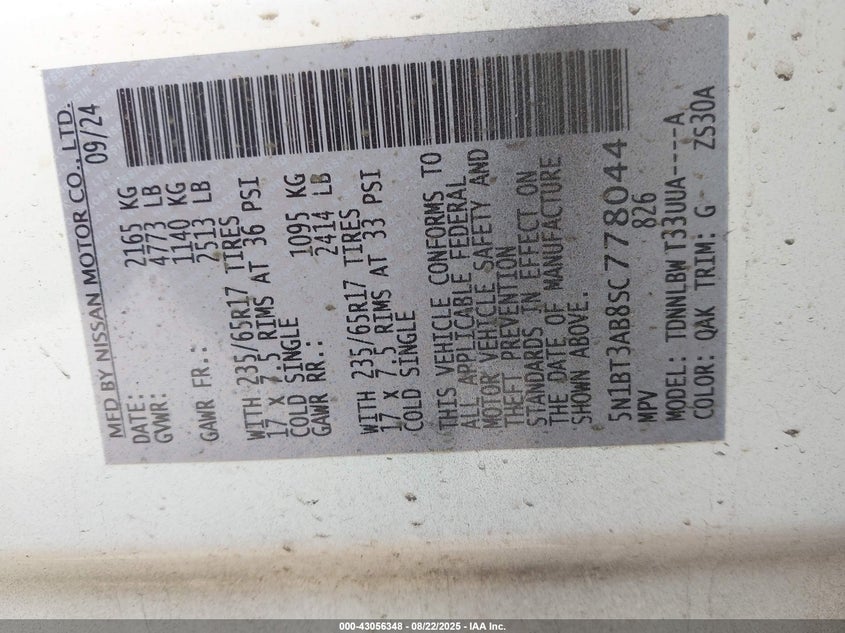 MFD BY NISSAN MOTOR CO., LTD.
DATE: 09/24
GVWR: 2165 KG
4773 LB
GAWR FR.: 1140 KG
2513 LB
WITH 235/65R17 TIRES
17 X 7.5 RIMS AT 36 PSI
COLD SINGLE
GAWR RR.: 1095 KG
2414 LB
WITH 235/65R17 TIRES
17 X 7.5 RIMS AT 33 PSI
COLD SINGLE
THIS VEHICLE CONFORMS TO
ALL APPLICABLE FEDERAL
MOTOR VEHICLE SAFETY AND
THEFT PREVENTION
STANDARDS IN EFFECT ON
THE DATE OF MANUFACTURE
SHOWN ABOVE.
5N1BT3AB8SC778044
MPV 826
MODEL: TDNNLBW T33UUA----A
COLOR: QAK TRIM: G ZS30A
000-43056348 - 08/22/2025 - IAA Inc.